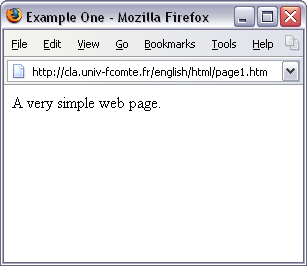 Example One - Mozilla Firefox
File Edit View Go Bookmarks Tools Help
http://cla.univ-fcomte.fr/english/html/page1.htm
A very simple web page.